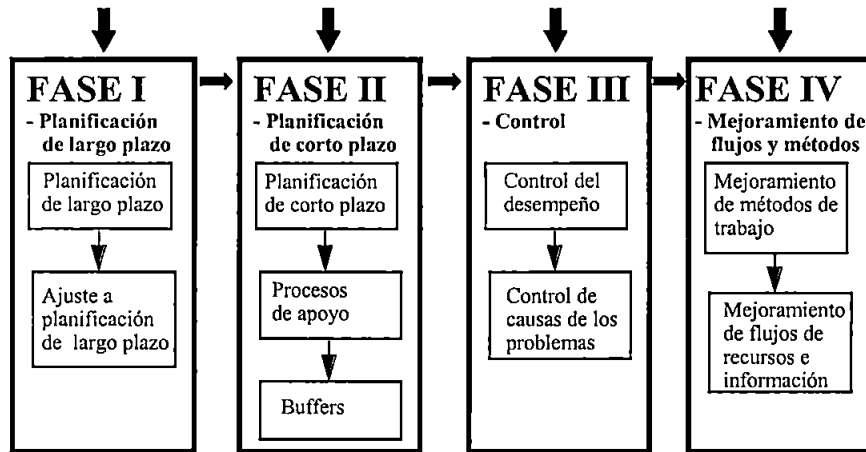 FASE I
- Planificación
de largo plazo
Planificación
de largo plazo
Ajuste a
planificación
de largo plazo
FASE II
- Planificación
de corto plazo
Planificación
de corto plazo
Procesos
de apoyo
Buffers
FASE III
- Control
Control del
desempeño
Control de
causas de los
problemas
FASE IV
- Mejoramiento de
flujos y métodos
Mejoramiento
de métodos de
trabajo
Mejoramiento
de flujos de
recursos e
información